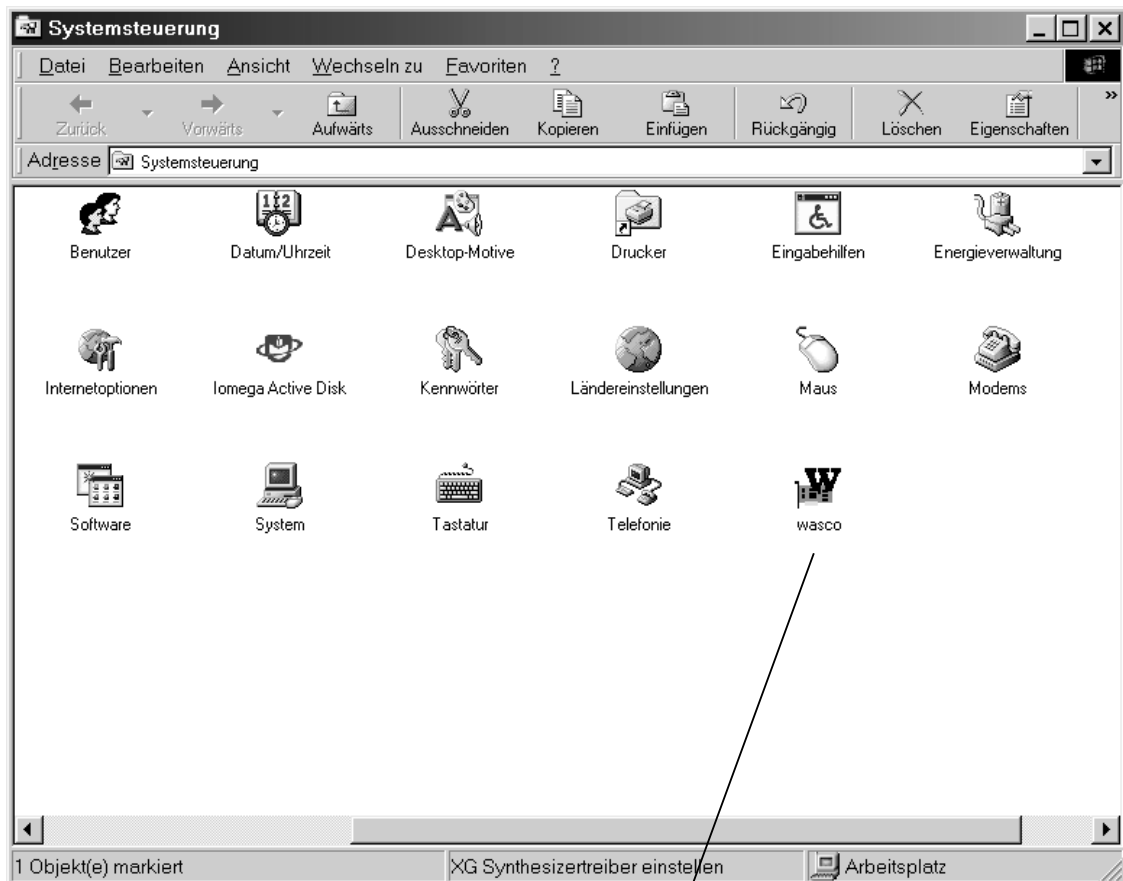 Systemsteuerung
Datei Bearbeiten Ansicht Wechseln zu Favoriten ?
Zurück Vorwärts Aufwärts Ausschneiden Kopieren Einfügen Rückgängig Löschen Eigenschaften »
Adresse Systemsteuerung
Benutzer Datum/Uhrzeit Desktop-Motive Drucker Eingabehilfen Energieverwaltung
Internetoptionen Iomega Active Disk Kennwörter Ländereinstellungen Maus Modems
Software System Tastatur Telefonie wasco
1 Objekt(e) markiert XG Synthesizertreiber einstellen Arbeitsplatz